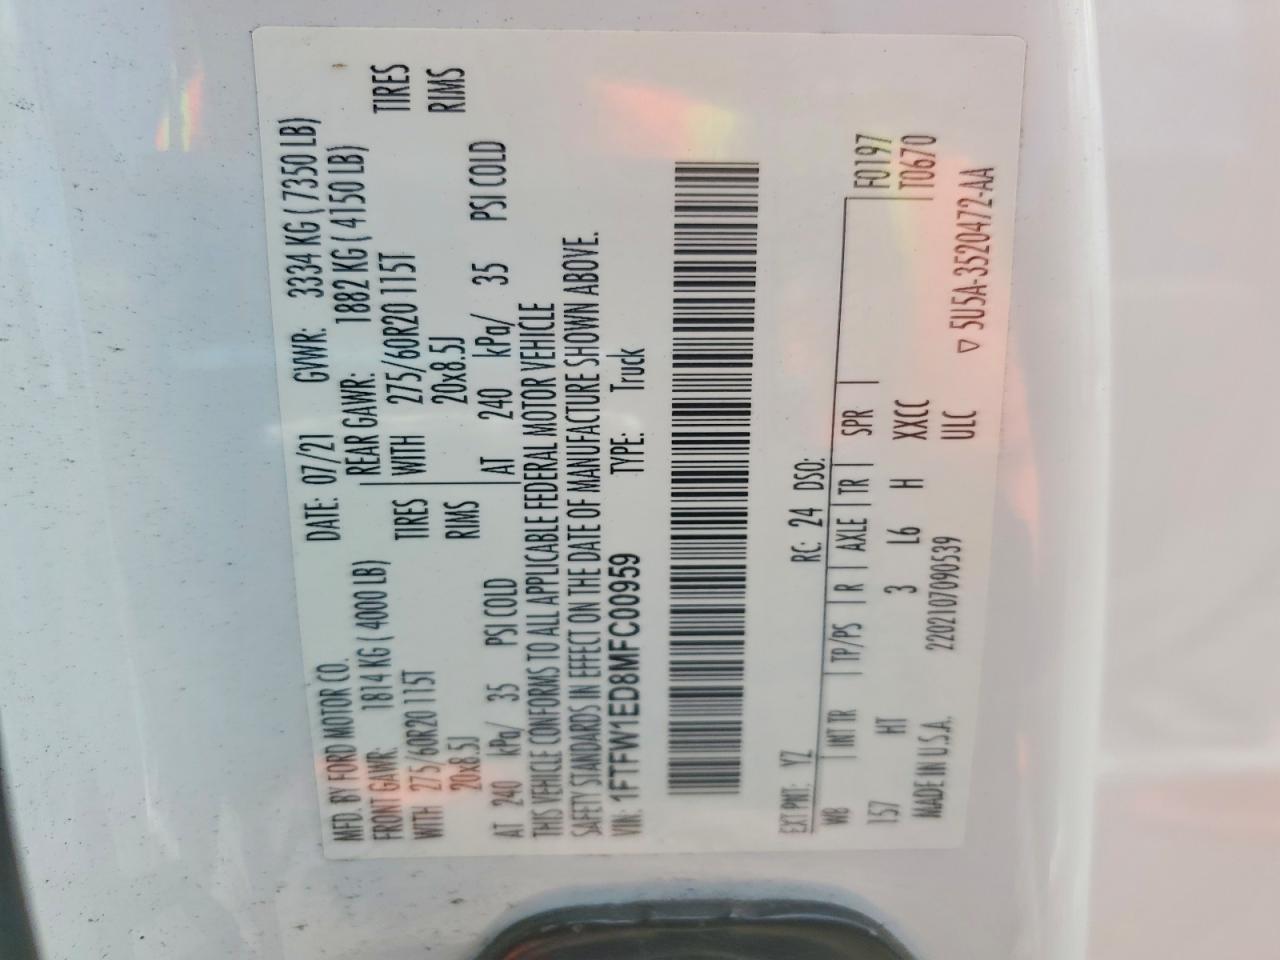 MFD. BY FORD MOTOR CO. DATE: 07/21 GVWR: 3334 KG ( 7350 LB)
FRONT GAWR: 1814 KG ( 4000 LB) REAR GAWR: 1882 KG ( 4150 LB)
WITH 275/60R20 115T TIRES WITH 275/60R20 115T TIRES
20x8.5J RIMS 20x8.5J RIMS
AT 240 kPa/ 35 PSI COLD AT 240 kPa/ 35 PSI COLD
THIS VEHICLE CONFORMS TO ALL APPLICABLE FEDERAL MOTOR VEHICLE
SAFETY STANDARDS IN EFFECT ON THE DATE OF MANUFACTURE SHOWN ABOVE.
VIN: 1FTFW1ED8MFC00959 TYPE: Truck
EXT PNT: YZ RC: 24 DSO:
WB INT TR TP/PS R AXLE TR SPR F0197
T0670
157 HT 3 L6 H XXCC
MADE IN U.S.A. 2202107090539 ULC
▽ 5U5A-3520472-AA